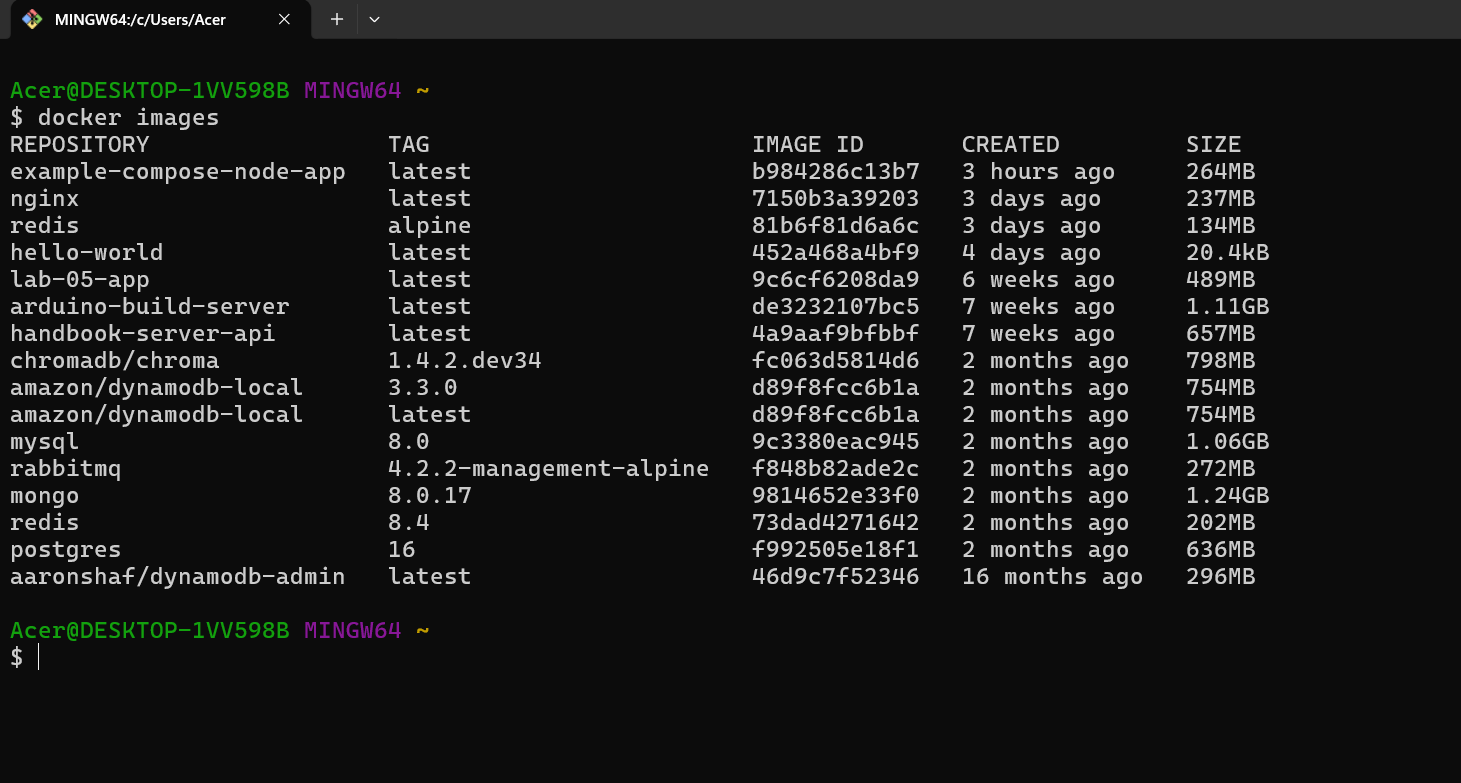 MINGW64:/c/Users/Acer
Acer@DESKTOP-1VV598B MINGW64 ~
$ docker images
REPOSITORY TAG IMAGE ID CREATED SIZE
example-compose-node-app latest b984286c13b7 3 hours ago 264MB
nginx latest 7150b3a39203 3 days ago 237MB
redis alpine 81b6f81d6a6c 3 days ago 134MB
hello-world latest 452a468a4bf9 4 days ago 20.4kB
lab-05-app latest 9c6cf6208da9 6 weeks ago 489MB
arduino-build-server latest de3232107bc5 7 weeks ago 1.11GB
handbook-server-api latest 4a9aaf9bfbbf 7 weeks ago 657MB
chromadb/chroma 1.4.2.dev34 fc063d5814d6 2 months ago 798MB
amazon/dynamodb-local 3.3.0 d89f8fcc6b1a 2 months ago 754MB
amazon/dynamodb-local latest d89f8fcc6b1a 2 months ago 754MB
mysql 8.0 9c3380eac945 2 months ago 1.06GB
rabbitmq 4.2.2-management-alpine f848b82ade2c 2 months ago 272MB
mongo 8.0.17 9814652e33f0 2 months ago 1.24GB
redis 8.4 73dad4271642 2 months ago 202MB
postgres 16 f992505e18f1 2 months ago 636MB
aaronshaf/dynamodb-admin latest 46d9c7f52346 16 months ago 296MB
Acer@DESKTOP-1VV598B MINGW64 ~
$